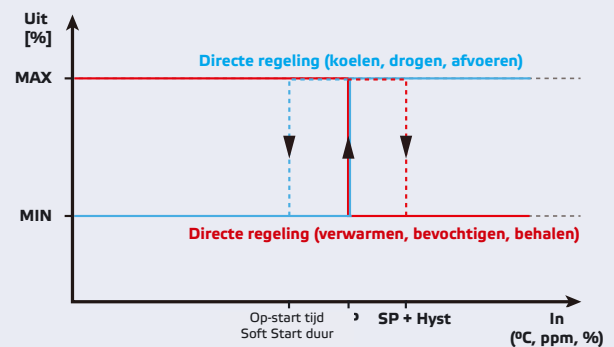 Uit
[%]
Directe regeling (koelen, drogen, afvoeren)
MAX
MIN
Directe regeling (verwarmen, bevochtigen, behalen)
Op-start tijd
Soft Start duur
SP + Hyst
In
(ºC, ppm, %)